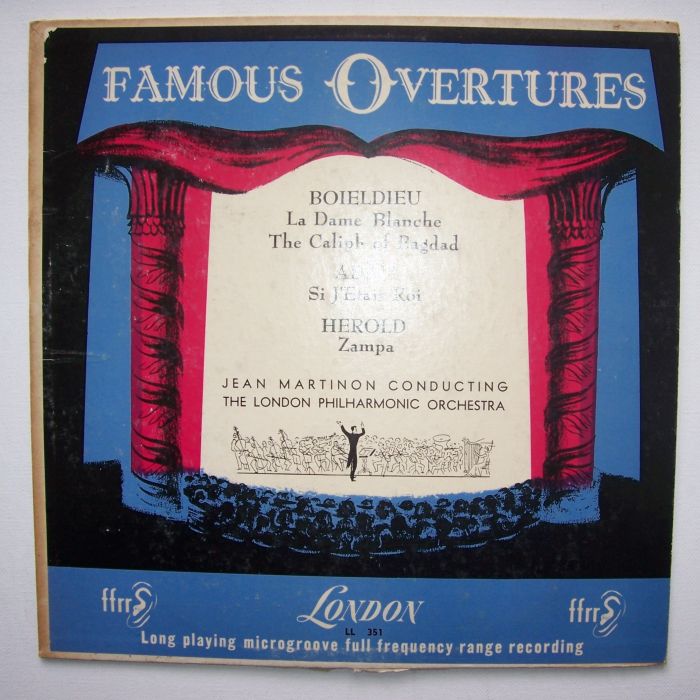 FAMOUS OVERTURES
BOIELDIEU
La Dame Blanche
The Caliph of Bagdad
Si J'Etais Roi
HEROLD
Zampa
JEAN MARTINON CONDUCTING
THE LONDON PHILHARMONIC ORCHESTRA
ffrr
LONDON
ffrr
LL 351
Long playing microgroove full frequency range recording